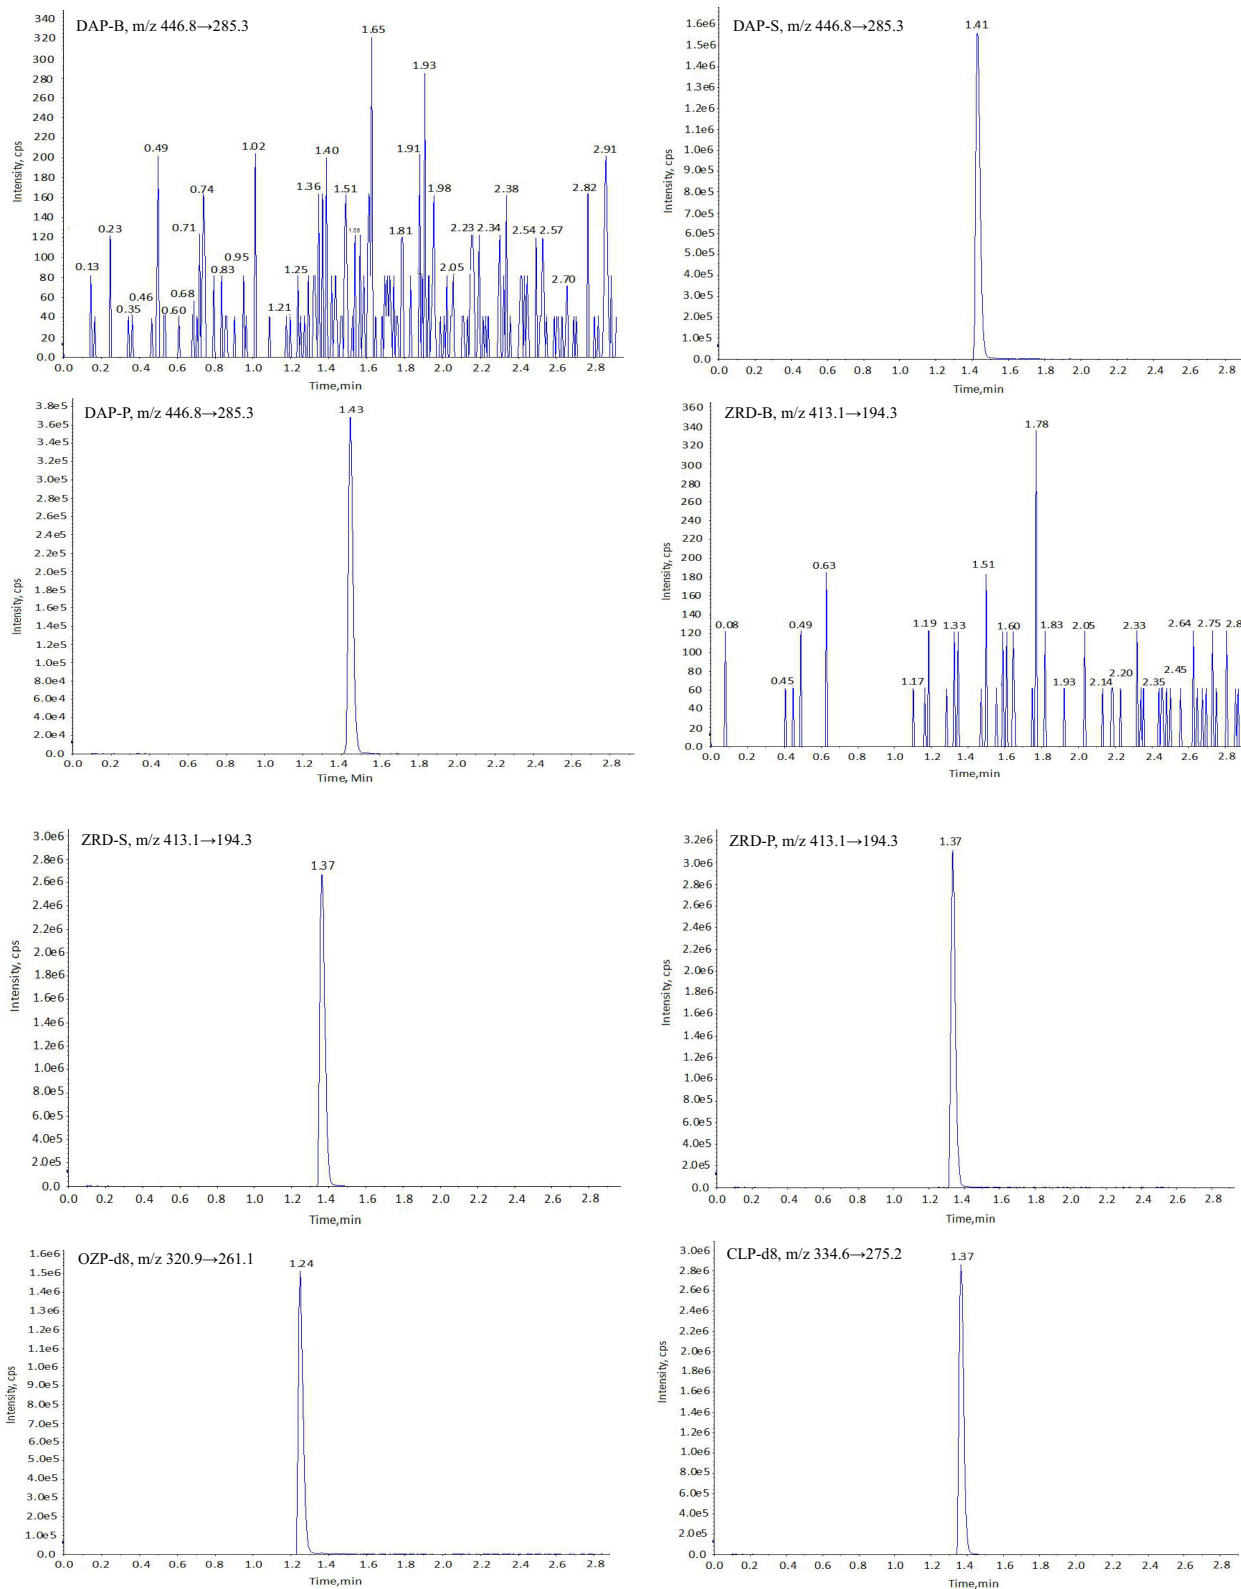 DAP-B, m/z 446.8→285.3
340
320
300
280
260
240
220
200
180
160
140
120
100
80
60
40
20
0.0
Intensity, cps
0.13
0.23
0.35
0.46
0.49
0.60
0.68
0.71
0.74
0.83
0.95
1.02
1.21
1.25
1.36
1.40
1.51
1.65
1.81
1.91
1.93
1.98
2.05
2.23
2.34
2.38
2.54
2.57
2.70
2.82
2.91
0.0 0.2 0.4 0.6 0.8 1.0 1.2 1.4 1.6 1.8 2.0 2.2 2.4 2.6 2.8
Time,min
DAP-S, m/z 446.8→285.3
1.41
1.6e6
1.5e6
1.4e6
1.3e6
1.2e6
1.1e6
1.0e6
9.0e5
8.0e5
7.0e5
6.0e5
5.0e5
4.0e5
3.0e5
2.0e5
1.0e5
0.0
Intensity, cps
0.0 0.2 0.4 0.6 0.8 1.0 1.2 1.4 1.6 1.8 2.0 2.2 2.4 2.6 2.8
Time,min
DAP-P, m/z 446.8→285.3
1.43
3.8e5
3.6e5
3.4e5
3.2e5
3.0e5
2.8e5
2.6e5
2.4e5
2.2e5
2.0e5
1.8e5
1.6e5
1.4e5
1.2e5
1.0e5
8.0e4
6.0e4
4.0e4
2.0e4
0.0
Intensity, cps
0.0 0.2 0.4 0.6 0.8 1.0 1.2 1.4 1.6 1.8 2.0 2.2 2.4 2.6 2.8
Time, Min
ZRD-B, m/z 413.1→194.3
360
340
320
300
280
260
240
220
200
180
160
140
120
100
80
60
40
20
0.0
Intensity, cps
0.08
0.45
0.49
0.63
1.17
1.19
1.33
1.51
1.60
1.78
1.83
1.93
2.05
2.14
2.20
2.33
2.35
2.45
2.64
2.75
2.8
0.0 0.2 0.4 0.6 0.8 1.0 1.2 1.4 1.6 1.8 2.0 2.2 2.4 2.6 2.8
Time,min
ZRD-S, m/z 413.1→194.3
1.37
3.0e6
2.8e6
2.6e6
2.4e6
2.2e6
2.0e6
1.8e6
1.6e6
1.4e6
1.2e6
1.0e6
8.0e5
6.0e5
4.0e5
2.0e5
0.0
Intensity, cps
0.0 0.2 0.4 0.6 0.8 1.0 1.2 1.4 1.6 1.8 2.0 2.2 2.4 2.6 2.8
Time,min
ZRD-P, m/z 413.1→194.3
1.37
3.2e6
3.0e6
2.8e6
2.6e6
2.4e6
2.2e6
2.0e6
1.8e6
1.6e6
1.4e6
1.2e6
1.0e6
8.0e5
6.0e5
4.0e5
2.0e5
0.0
Intensity, cps
0.0 0.2 0.4 0.6 0.8 1.0 1.2 1.4 1.6 1.8 2.0 2.2 2.4 2.6 2.8
Time,min
OZP-d8, m/z 320.9→261.1
1.24
1.6e6
1.5e6
1.4e6
1.3e6
1.2e6
1.1e6
1.0e6
9.0e5
8.0e5
7.0e5
6.0e5
5.0e5
4.0e5
3.0e5
2.0e5
1.0e5
0.0
Intensity, cps
0.0 0.2 0.4 0.6 0.8 1.0 1.2 1.4 1.6 1.8 2.0 2.2 2.4 2.6 2.8
Time,min
CLP-d8, m/z 334.6→275.2
1.37
3.0e6
2.8e6
2.6e6
2.4e6
2.2e6
2.0e6
1.8e6
1.6e6
1.4e6
1.2e6
1.0e6
8.0e5
6.0e5
4.0e5
2.0e5
0.0
Intensity, cps
0.0 0.2 0.4 0.6 0.8 1.0 1.2 1.4 1.6 1.8 2.0 2.2 2.4 2.6 2.8
Time,min